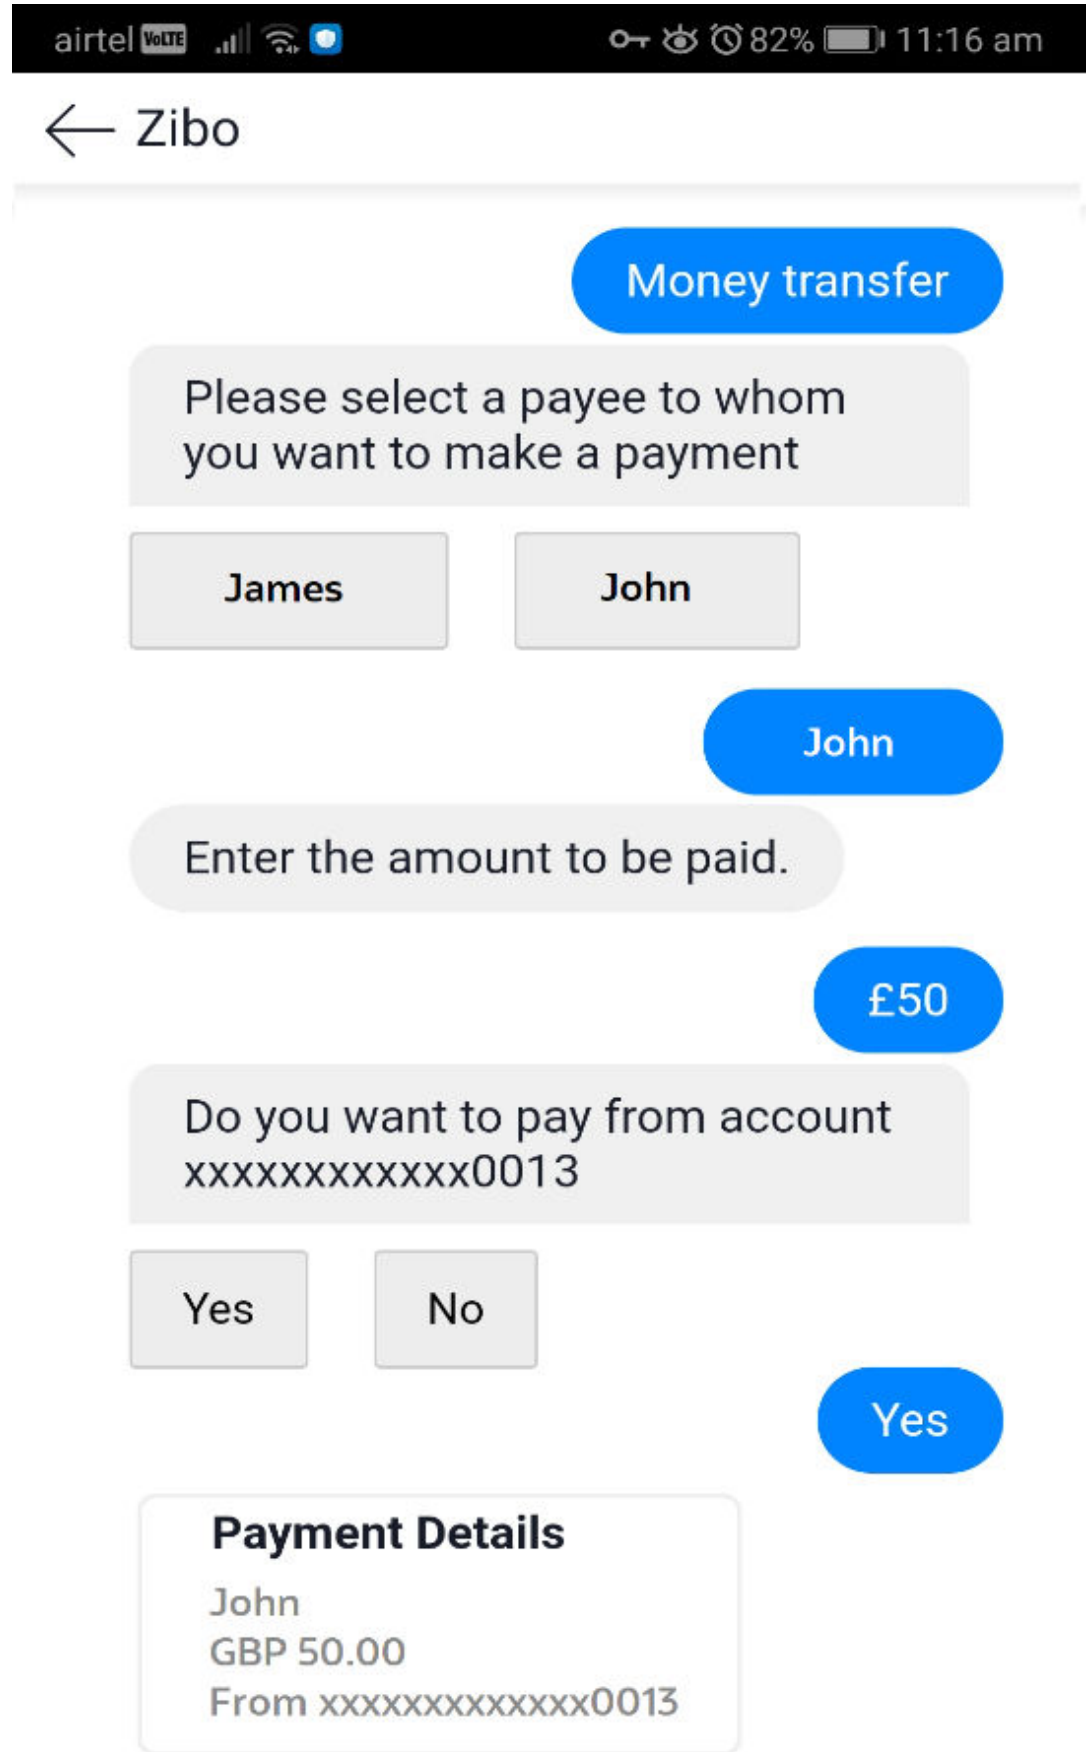 airtel VoLTE 82% 11:16 am
Zibo
Money transfer
Please select a payee to whom
you want to make a payment
James John
John
Enter the amount to be paid.
£50
Do you want to pay from account
xxxxxxxxxxxx0013
Yes No
Yes
Payment Details
John
GBP 50.00
From xxxxxxxxxxxxx0013